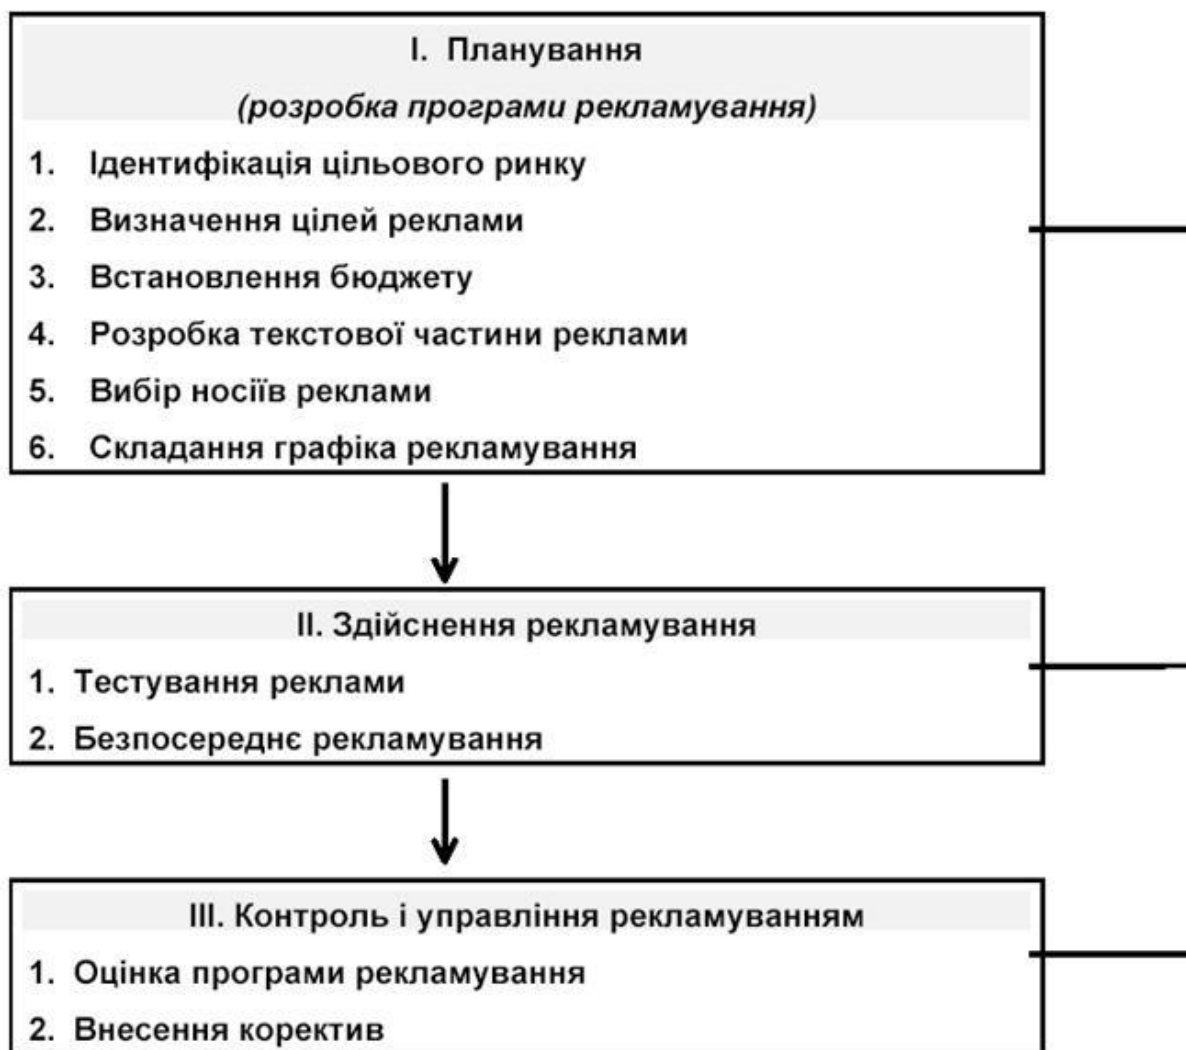 І. Планування
(розробка програми рекламування)
1. Ідентифікація цільового ринку
2. Визначення цілей реклами
3. Встановлення бюджету
4. Розробка текстової частини реклами
5. Вибір носіїв реклами
6. Складання графіка рекламування
ІІ. Здійснення рекламування
1. Тестування реклами
2. Безпосереднє рекламування
ІІІ. Контроль і управління рекламуванням
1. Оцінка програми рекламування
2. Внесення коректив